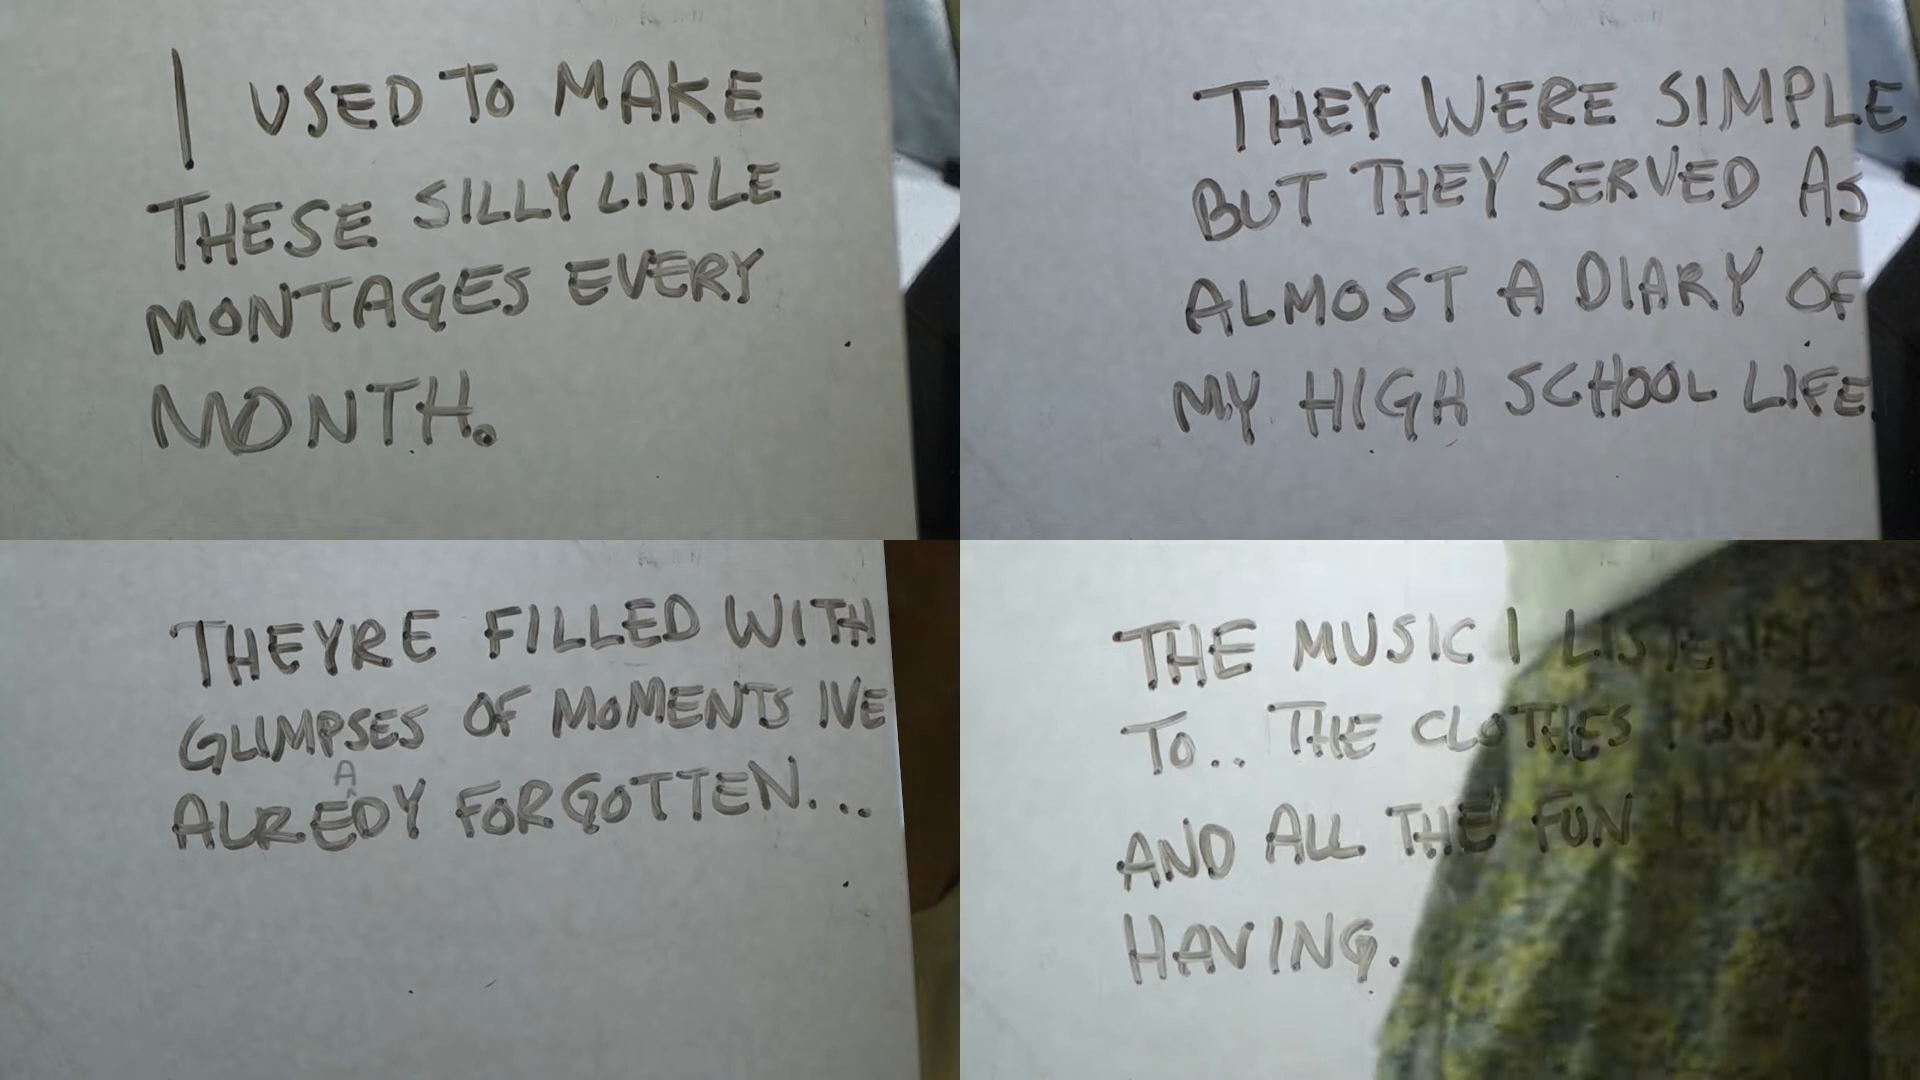 I USED TO MAKE
THESE SILLY LITTLE
MONTAGES EVERY
MONTH.
THEY WERE SIMPLE
BUT THEY SERVED AS
ALMOST A DIARY OF
MY HIGH SCHOOL LIFE.
THEYRE FILLED WITH
GLIMPSES OF MOMENTS IVE
A
ALREDY FORGOTTEN...
THE MUSIC I LISTENED
TO.. THE CLOTHES I
AND ALL THE FUN I
HAVING.